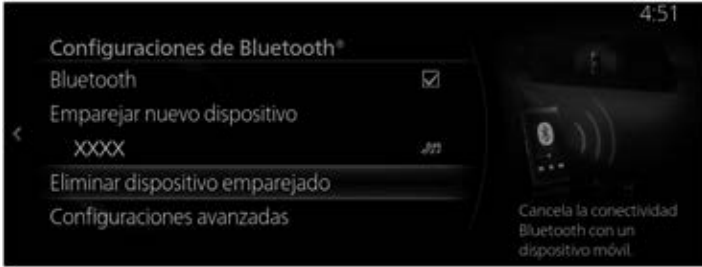 4:51
Configuraciones de Bluetooth®
Bluetooth
Emparejar nuevo dispositivo
XXXX
Eliminar dispositivo emparejado
Configuraciones avanzadas
Cancela la conectividad
Bluetooth con un
dispositivo móvil.